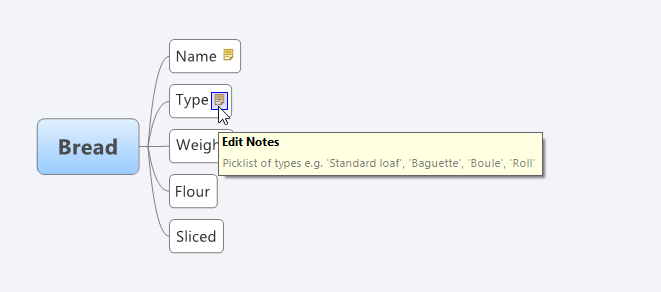 Name
Type
Bread
Edit Notes
Weigh
Picklist of types e.g. 'Standard loaf', 'Baguette', 'Boule', 'Roll'
Flour
Sliced